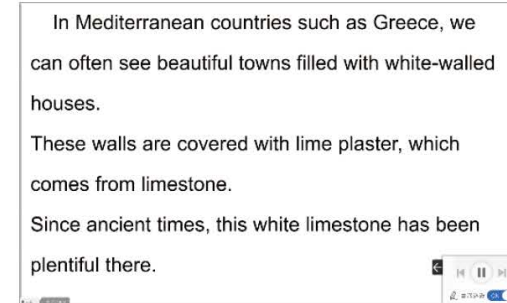 In Mediterranean countries such as Greece, we
can often see beautiful towns filled with white-walled
houses.
These walls are covered with lime plaster, which
comes from limestone.
Since ancient times, this white limestone has been
plentiful there.